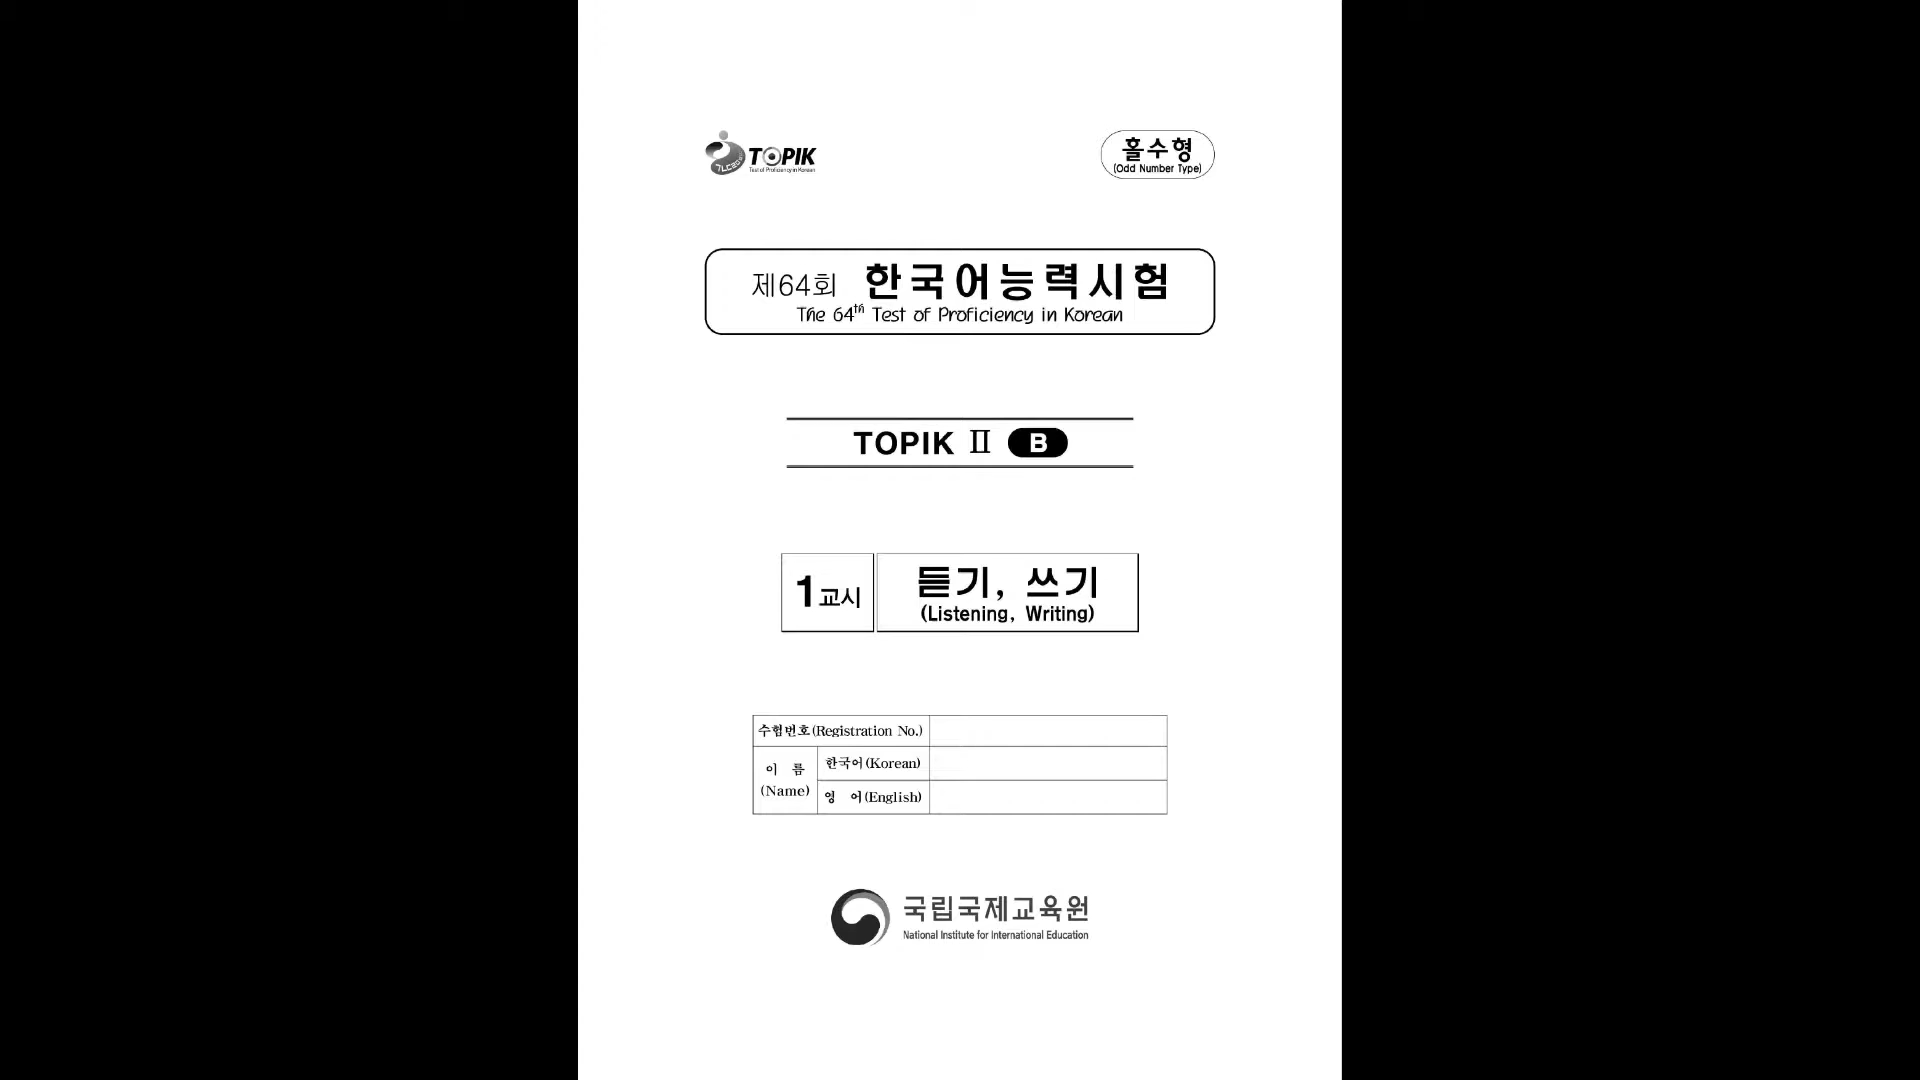 TOPIK
Test of Proficiency in Korean
홀수형
(Odd Number Type)
제64회 한국어능력시험
The 64th Test of Proficiency in Korean
TOPIK Ⅱ B
1교시
듣기, 쓰기
(Listening, Writing)
수험번호(Registration No.)
이 름
(Name)
한국어(Korean)
영 어(English)
국립국제교육원
National Institute for International Education